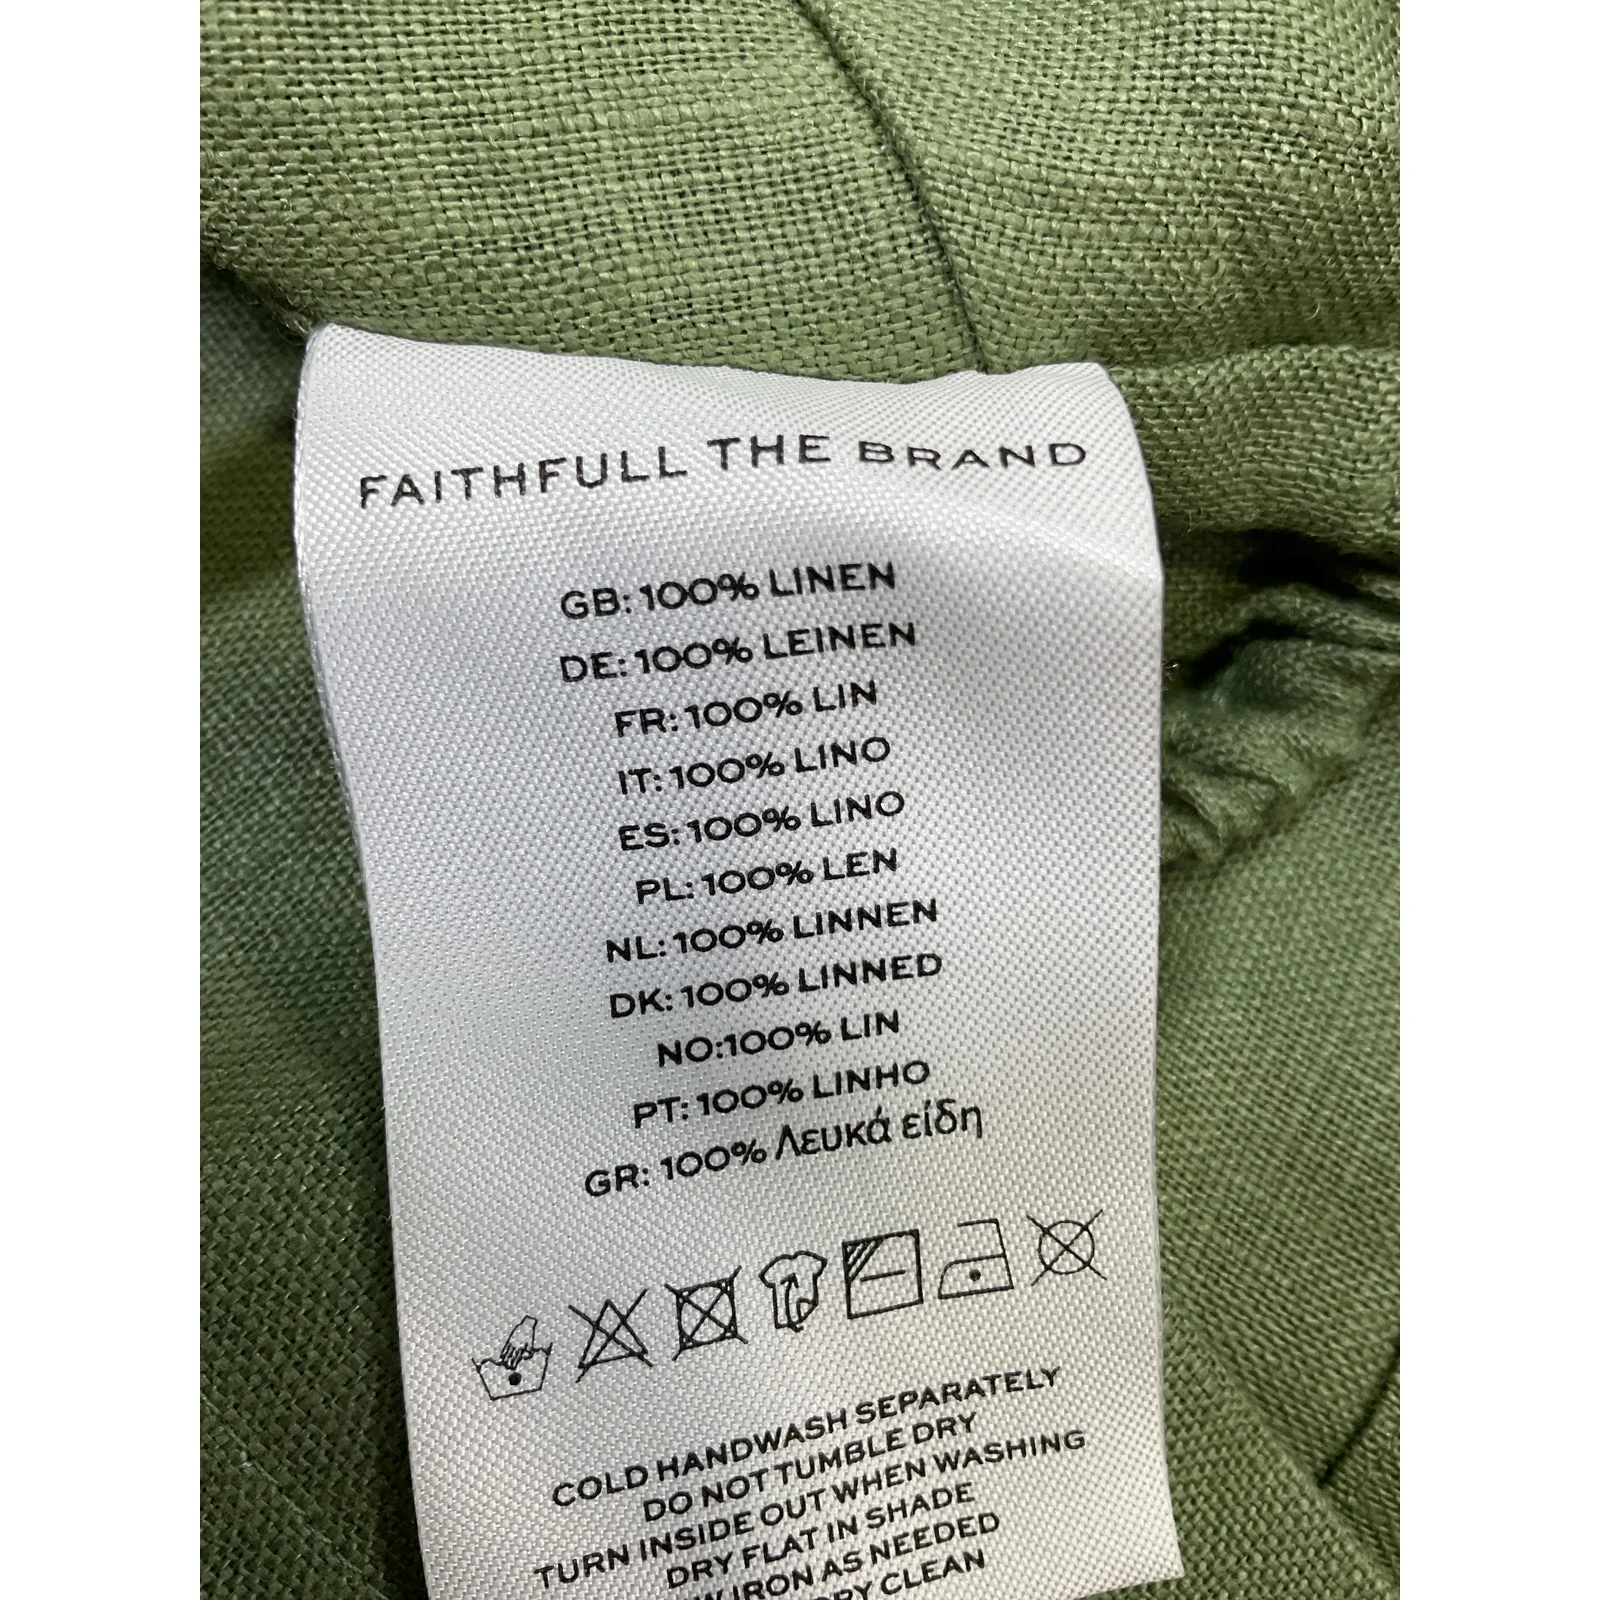 FAITHFULL THE BRAND
GB: 100% LINEN
DE: 100% LEINEN
FR: 100% LIN
IT: 100% LINO
ES: 100% LINO
PL: 100% LEN
NL: 100% LINNEN
DK: 100% LINNED
NO:100% LIN
PT: 100% LINHO
GR: 100% Λευκά είδη
COLD HANDWASH SEPARATELY
DO NOT TUMBLE DRY
TURN INSIDE OUT WHEN WASHING
DRY FLAT IN SHADE
IRON AS NEEDED
CLEAN